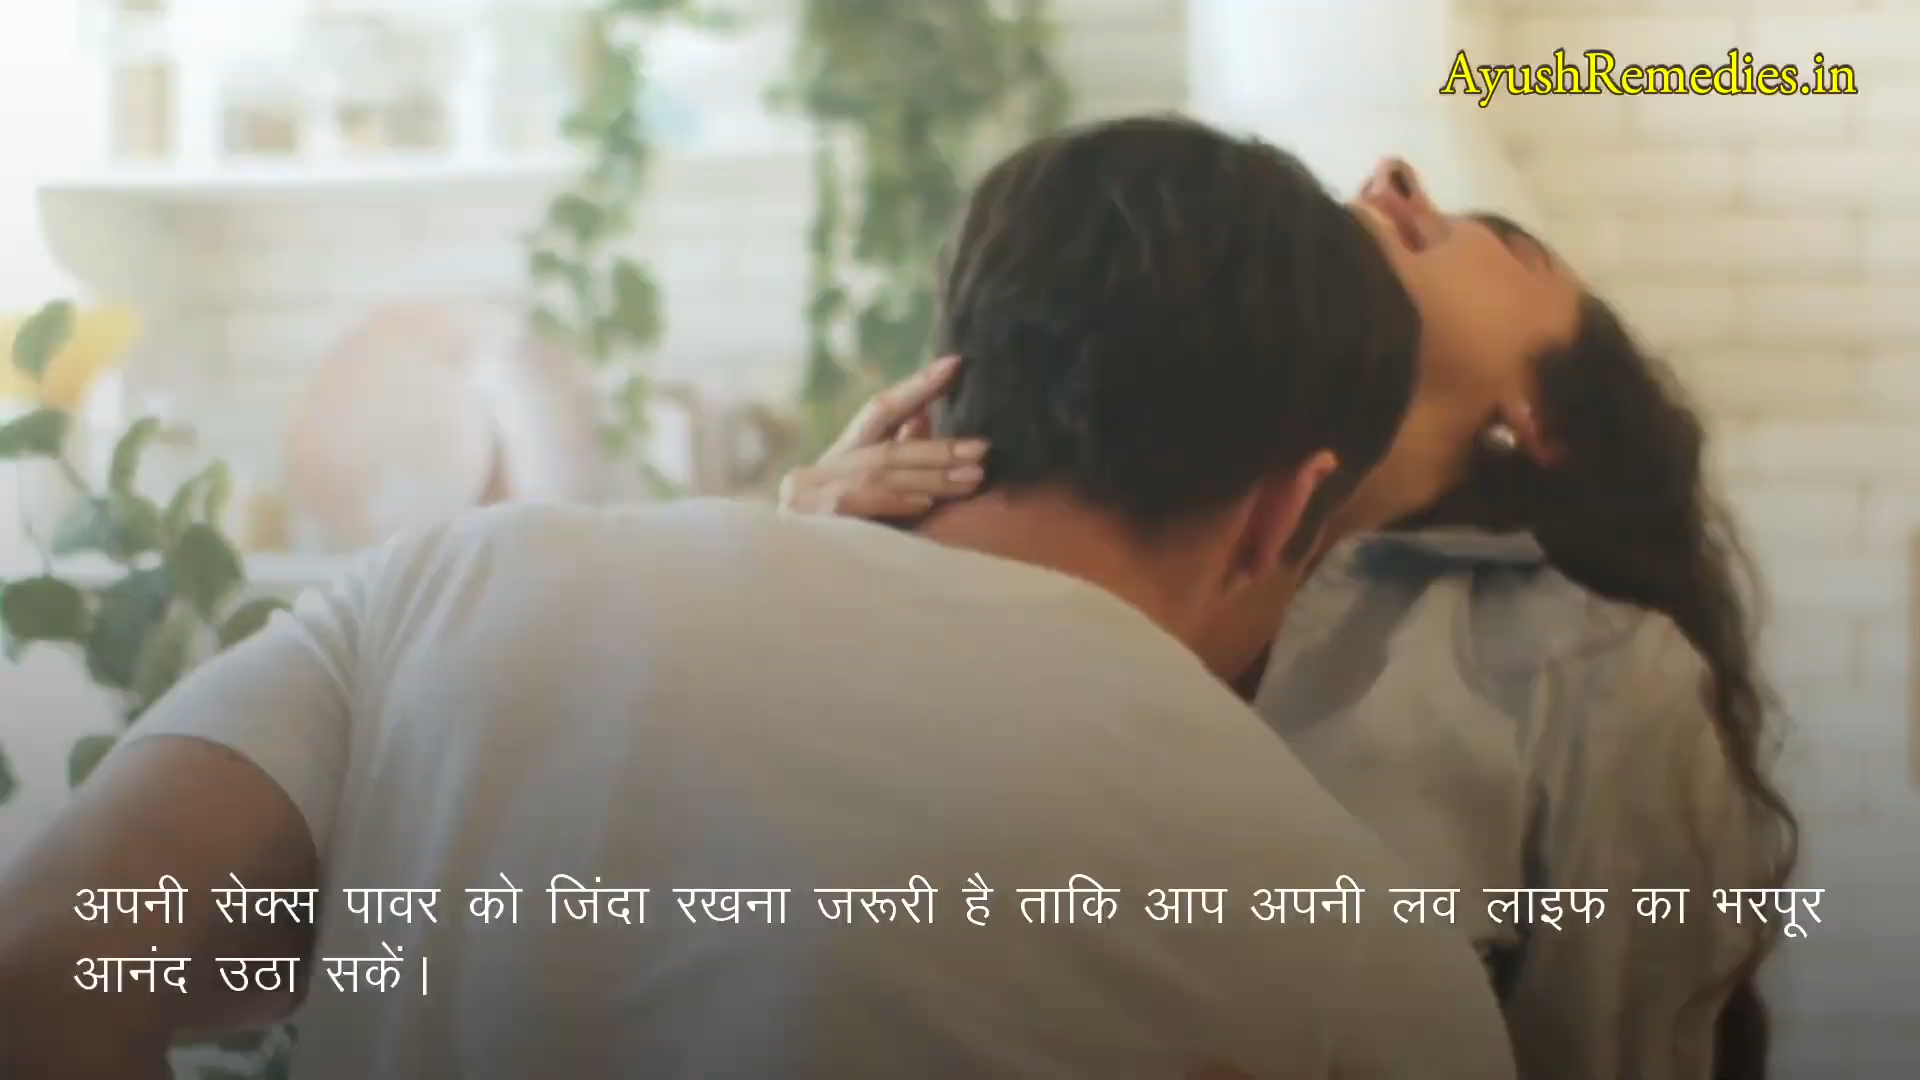 AyushRemedies.in
अपनी सेक्स पावर को जिंदा रखना जरूरी है ताकि आप अपनी लव लाइफ का भरपूर
आनंद उठा सकें।